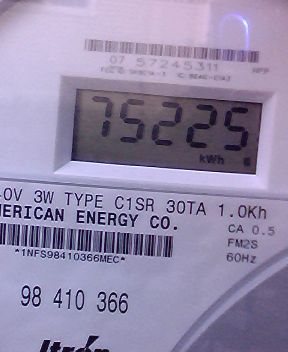 07 57245311
75225
kWh
OV 3W TYPE C1SR 30TA 1.0Kh
MERICAN ENERGY CO.
CA 0.5
FM2S
60Hz
*1NFS98410366MEC*
98 410 366
Itrón